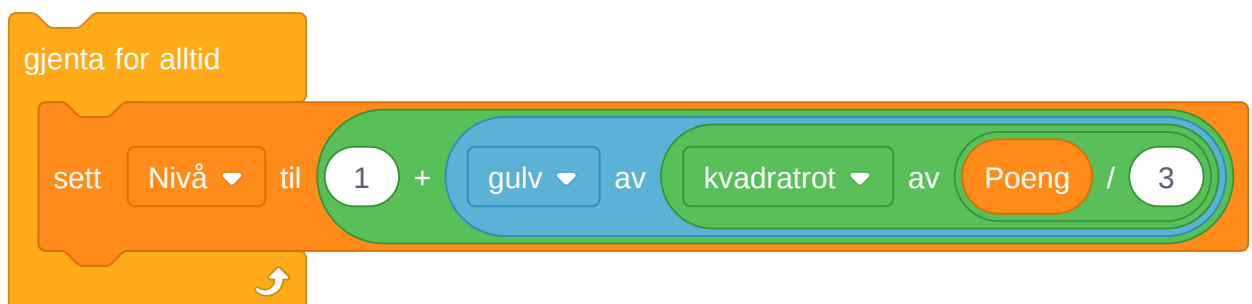 gjenta for alltid
sett Nivå til 1 + gulv av kvadratrot av Poeng / 3